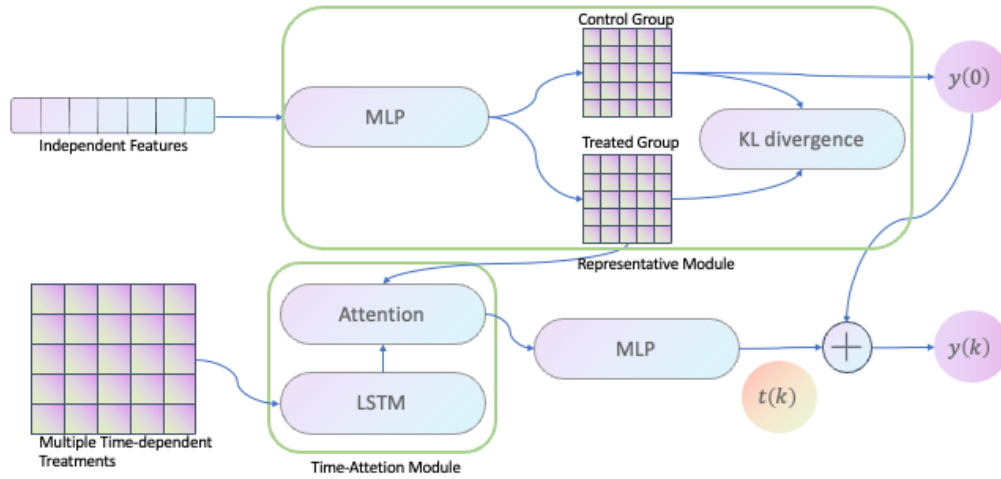 Control Group
y(0)
MLP
Independent Features
KL divergence
Treated Group
Representative Module
Attention
MLP
y(k)
t(k)
LSTM
Multiple Time-dependent
Treatments
Time-Attetion Module